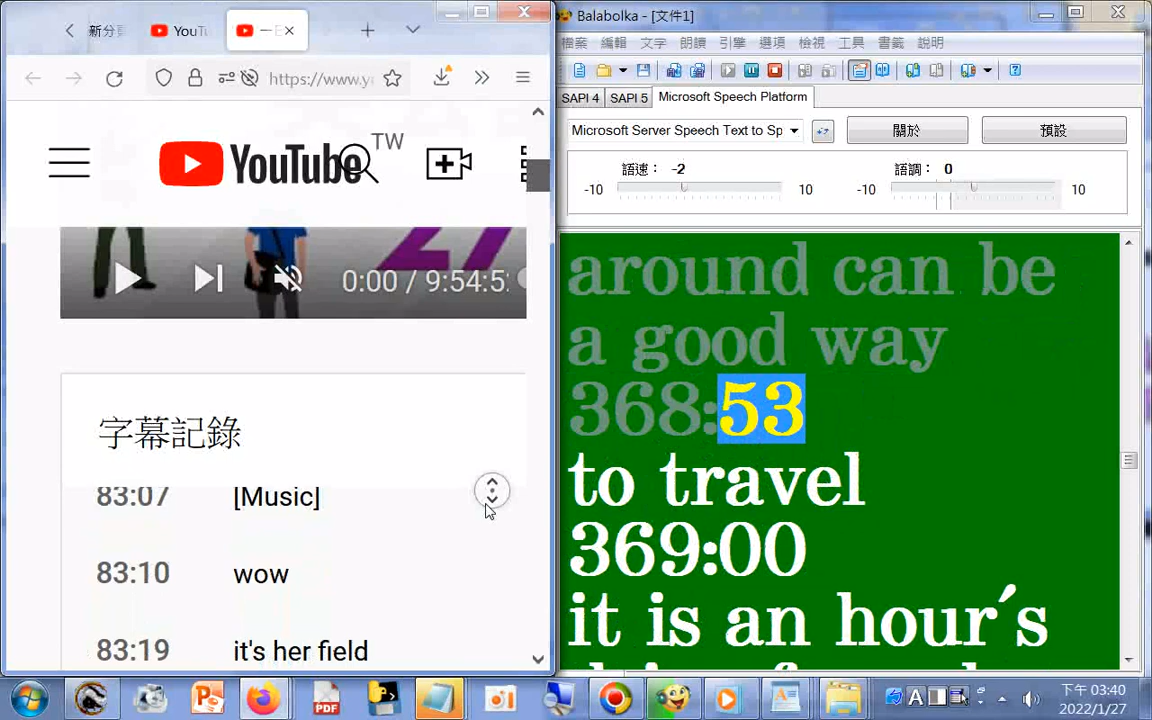 新分
YouTu
— E
https://www.y
YouTube
TW
27
0:00 / 9:54:5
字幕記錄
83:07 [Music]
83:10 wow
83:19 it's her field
Balabolka - [文件1]
檔案 編輯 文字 朗讀 引擎 選項 檢視 工具 書籤 說明
SAPI 4 SAPI 5 Microsoft Speech Platform
Microsoft Server Speech Text to Sp 關於 預設
語速： -2 語調： 0
-10 10 -10 10
around can be
a good way
368:53
to travel
369:00
it is an hour's
PDF
A
下午 03:40
2022/1/27